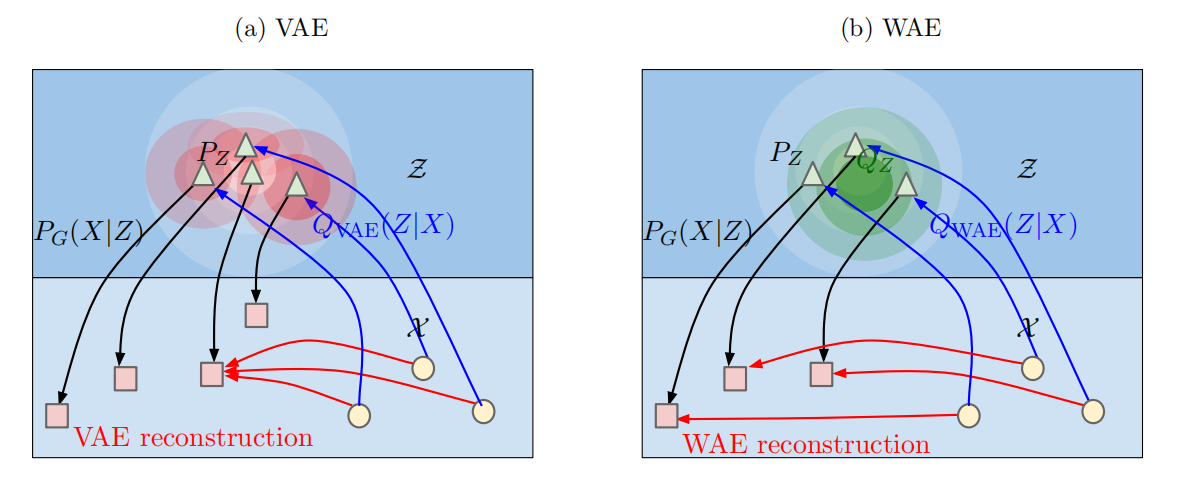 (a) VAE
(b) WAE
P_Z
𝒵
P_G(X|Z)
Q_VAE(Z|X)
𝒳
VAE reconstruction
P_Z
Q_Z
𝒵
P_G(X|Z)
Q_WAE(Z|X)
𝒳
WAE reconstruction